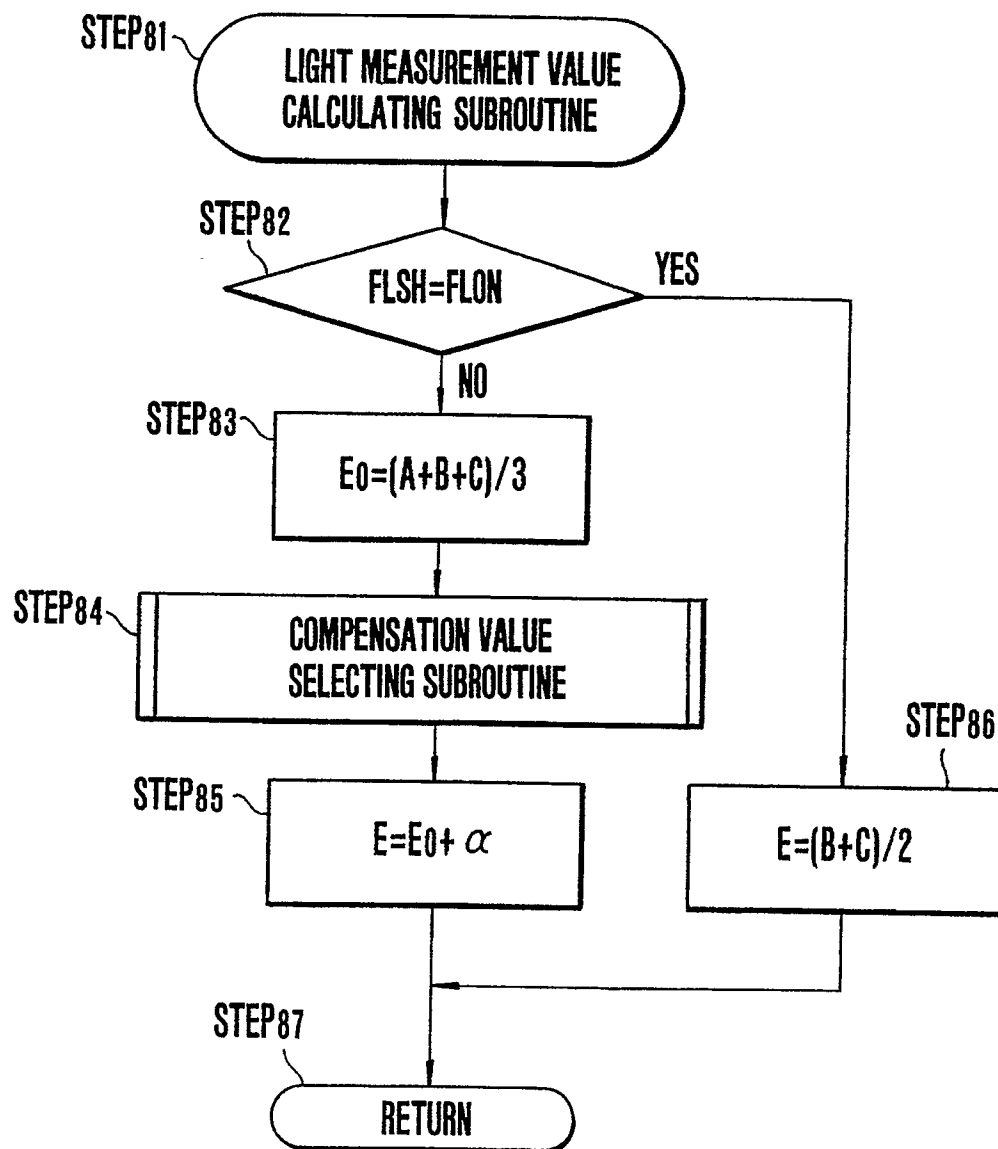 STEP81
LIGHT MEASUREMENT VALUE
CALCULATING SUBROUTINE
STEP82
FLSH=FLON
YES
NO
STEP83
E0=(A+B+C)/3
STEP84
COMPENSATION VALUE
SELECTING SUBROUTINE
STEP85
E=E0+α
STEP86
E=(B+C)/2
STEP87
RETURN